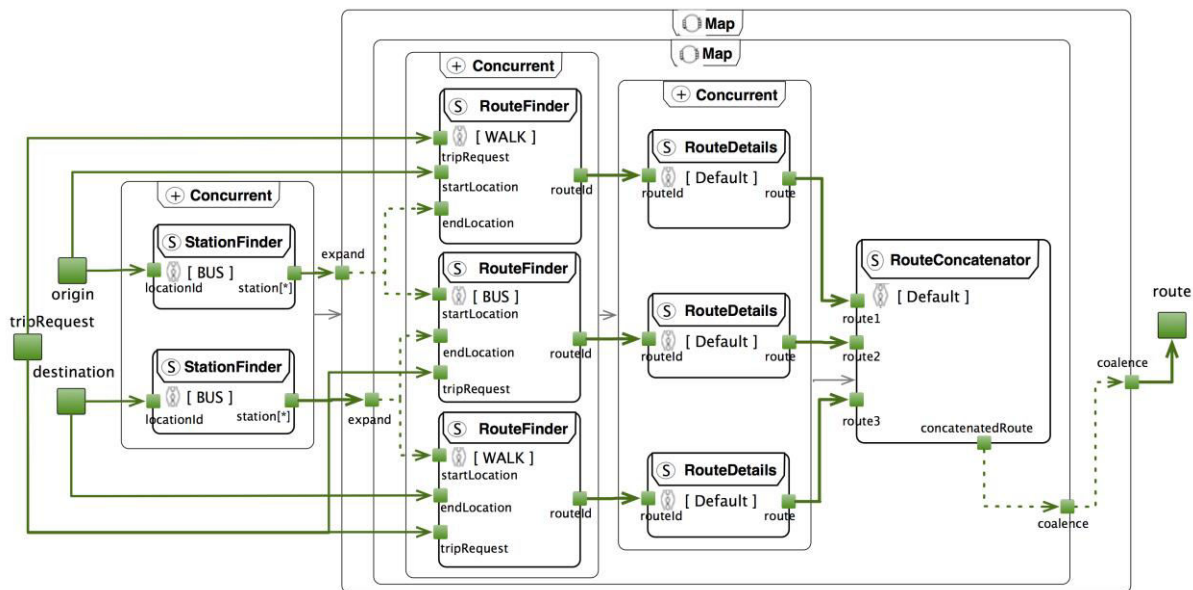 Map
Map
Concurrent
S RouteFinder
[ WALK ]
tripRequest
startLocation
routeId
endLocation
Concurrent
S RouteDetails
[ Default ]
routeId
route
Concurrent
S StationFinder
[ BUS ]
locationId
station[*]
expand
origin
tripRequest
destination
S StationFinder
[ BUS ]
locationId
station[*]
expand
S RouteFinder
[ BUS ]
startLocation
endLocation
routeId
tripRequest
S RouteDetails
[ Default ]
routeId
route
S RouteFinder
[ WALK ]
startLocation
endLocation
routeId
tripRequest
S RouteDetails
[ Default ]
routeId
route
S RouteConcatenator
[ Default ]
route1
route2
route3
concatenatedRoute
coalence
coalence
route